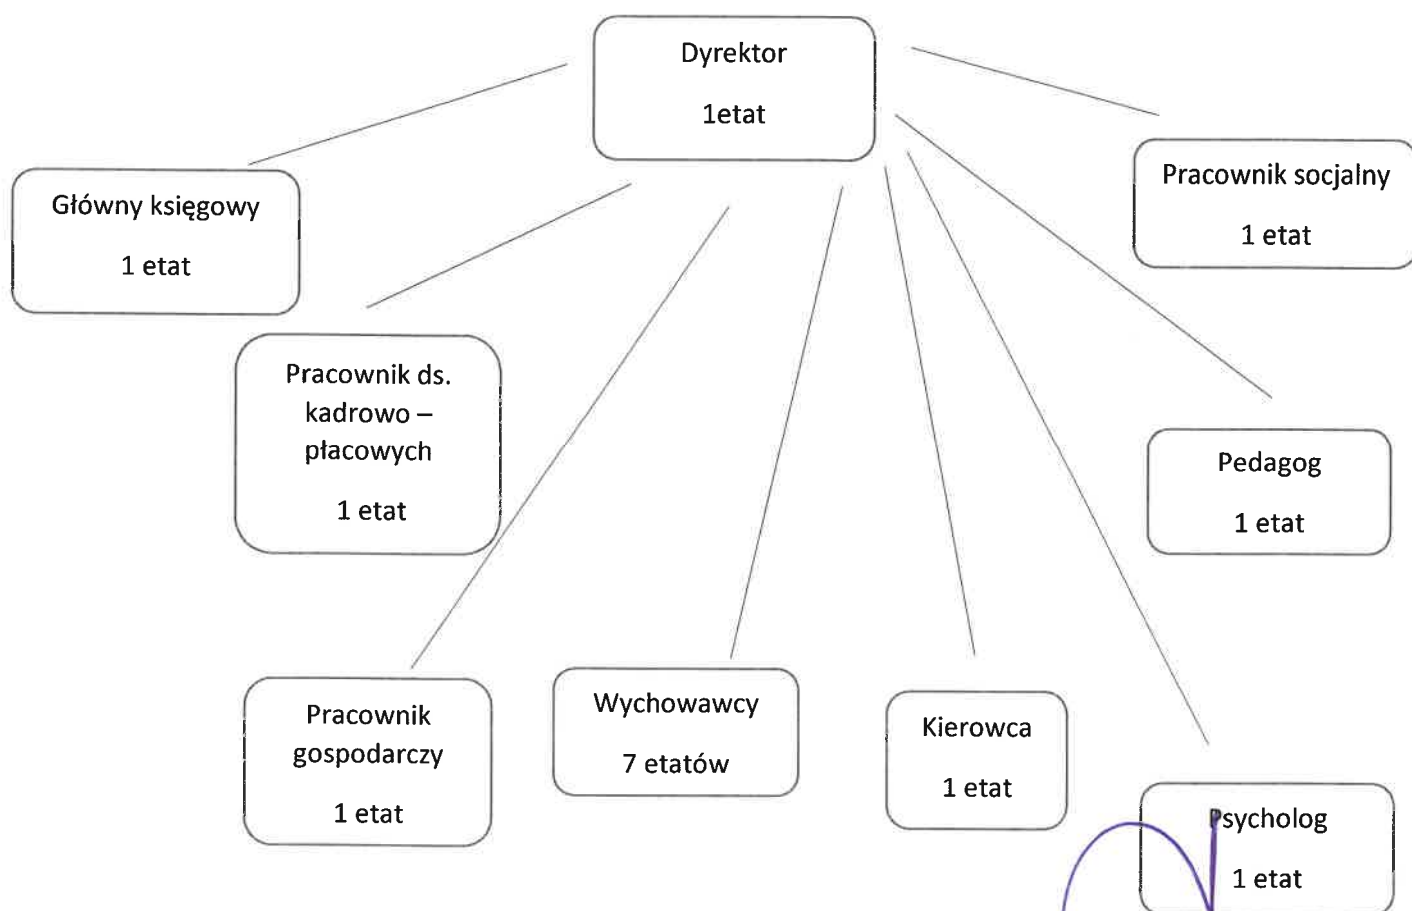 Dyrektor
1etat
Główny księgowy
1 etat
Pracownik socjalny
1 etat
Pracownik ds.
kadrowo –
płacowych
1 etat
Pedagog
1 etat
Pracownik
gospodarczy
1 etat
Wychowawcy
7 etatów
Kierowca
1 etat
Psycholog
1 etat